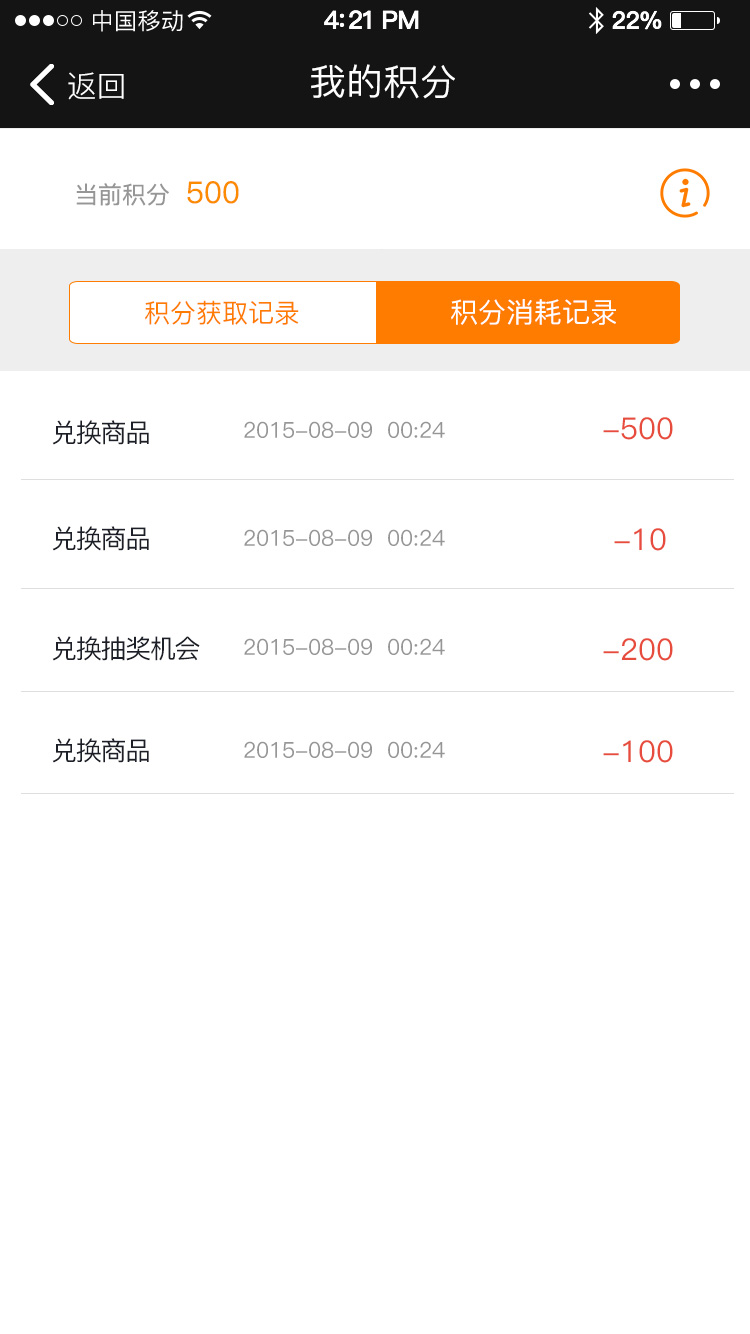 中国移动 4:21 PM 22%
返回 我的积分
当前积分 500
积分获取记录 积分消耗记录
兑换商品 2015-08-09 00:24 -500
兑换商品 2015-08-09 00:24 -10
兑换抽奖机会 2015-08-09 00:24 -200
兑换商品 2015-08-09 00:24 -100